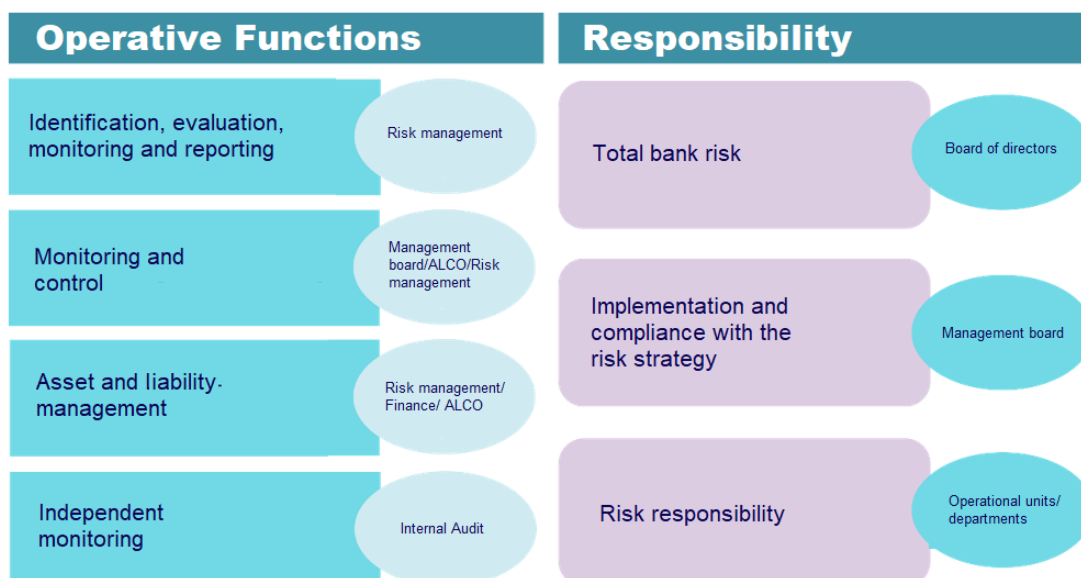 Operative Functions
Identification, evaluation,
monitoring and reporting
Risk management
Monitoring and
control
Management
board/ALCO/Risk
management
Asset and liability-
management
Risk management/
Finance/ ALCO
Independent
monitoring
Internal Audit
Responsibility
Total bank risk
Board of directors
Implementation and
compliance with the
risk strategy
Management board
Risk responsibility
Operational units/
departments